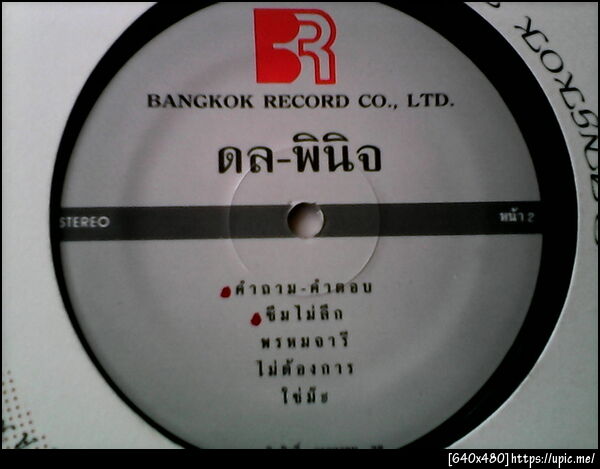 BR
BANGKOK RECORD CO., LTD.
ดล-พินิจ
STEREO
หน้า 2
คำถาม-คำตอบ
ซึมไม่ลึก
พรหมจารี
ไม่ต้องการ
ใช่มั๊ย
[640x480]https://upic.me/